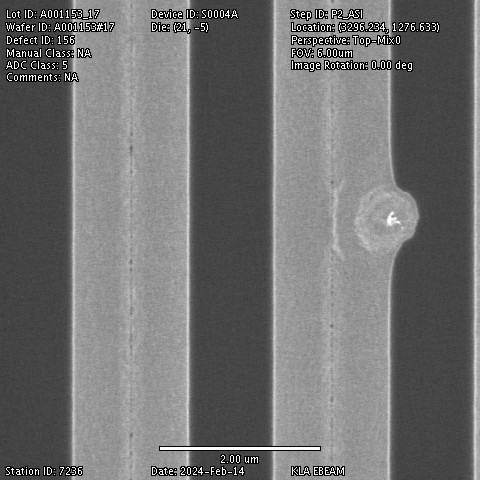 Lot ID: A001153_17
Device ID: S0004A
Step ID: P2_ASI
Wafer ID: A001153#17
Die: (21, -5)
Location: (3296.234, 1276.633)
Defect ID: 156
Perspective: Top-Mix0
Manual Class: NA
FOV: 6.00um
ADC Class: 5
Image Rotation: 0.00 deg
Comments: NA
2.00 um
Station ID: 7236
Date: 2024-Feb-14
KLA EBEAM